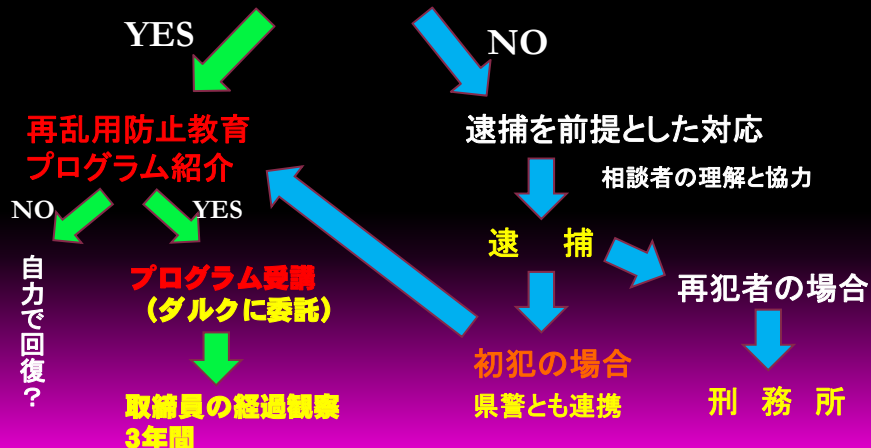 YES
NO
再乱用防止教育
プログラム紹介
逮捕を前提とした対応
相談者の理解と協力
NO
YES
逮　捕
自力で回復？
プログラム受講
（ダルクに委託）
再犯者の場合
初犯の場合
県警とも連携
刑　務　所
取締員の経過観察
3年間